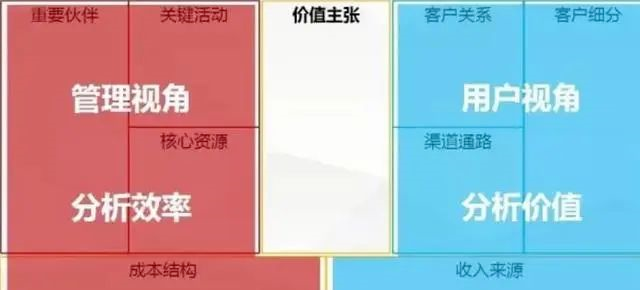 重要伙伴
关键活动
价值主张
客户关系
客户细分
管理视角
用户视角
核心资源
渠道通路
分析效率
分析价值
成本结构
收入来源